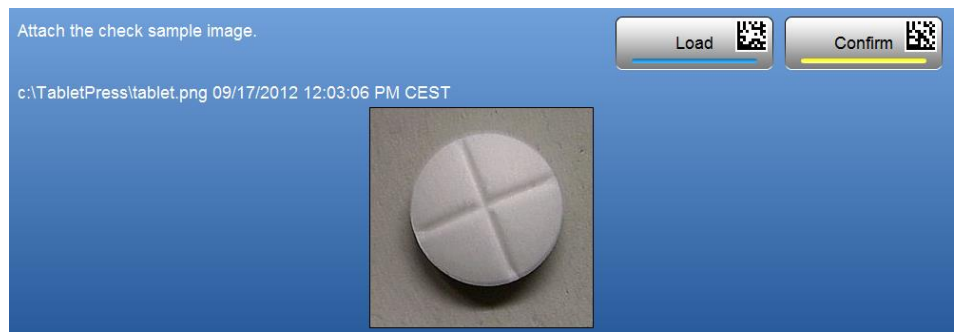 Attach the check sample image.
Load
Confirm
c:\TabletPress\tablet.png 09/17/2012 12:03:06 PM CEST